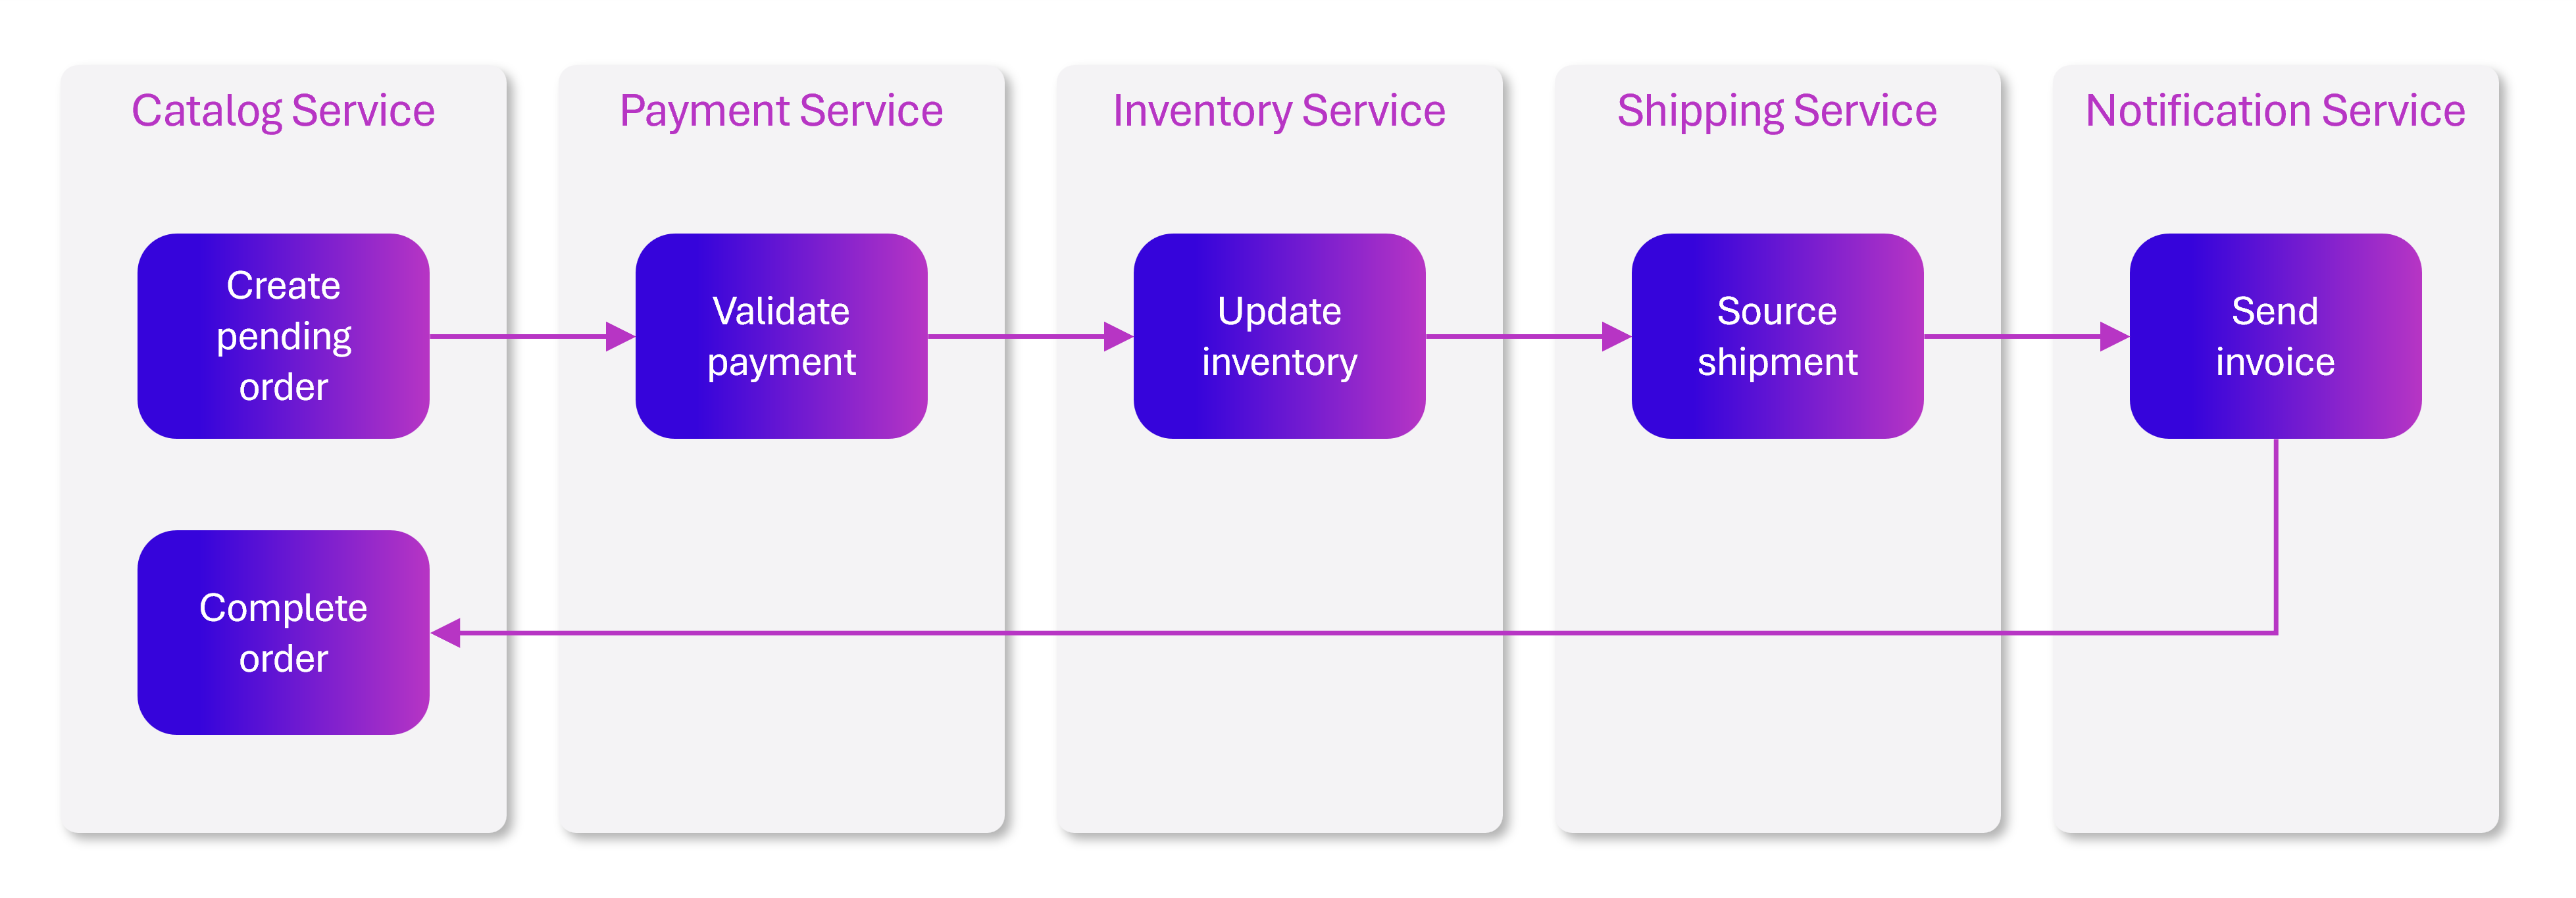 Catalog Service
Payment Service
Inventory Service
Shipping Service
Notification Service
Create
pending
order
Validate
payment
Update
inventory
Source
shipment
Send
invoice
Complete
order